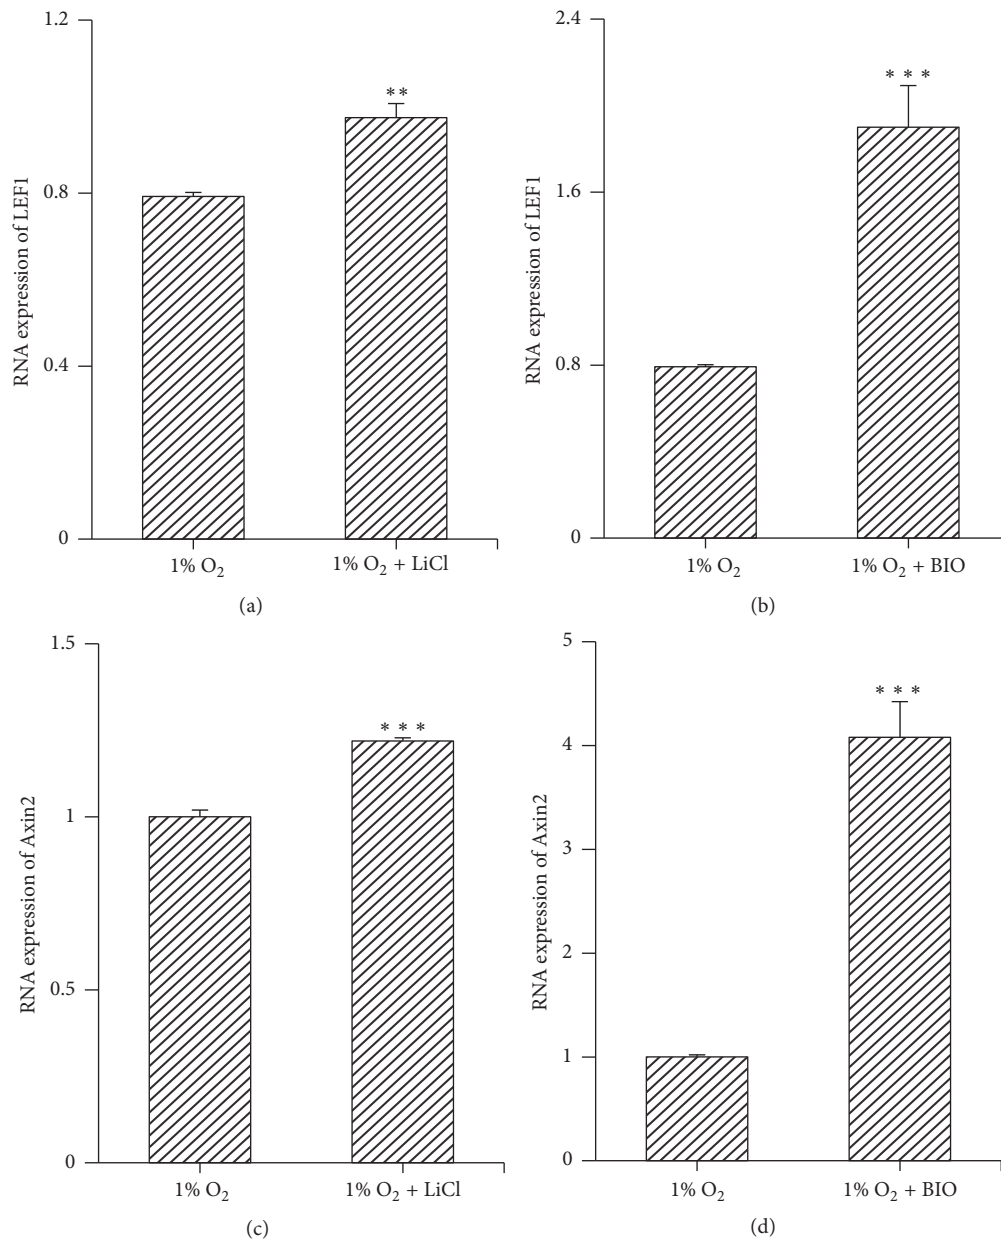 1.2
0.8
0.4
0
RNA expression of LEF1
**
1% O₂
1% O₂ + LiCl
(a)
2.4
1.6
0.8
0
RNA expression of LEF1
* * *
1% O₂
1% O₂ + BIO
(b)
1.5
1
0.5
0
RNA expression of Axin2
* * *
1% O₂
1% O₂ + LiCl
(c)
5
4
3
2
1
0
RNA expression of Axin2
* * *
1% O₂
1% O₂ + BIO
(d)